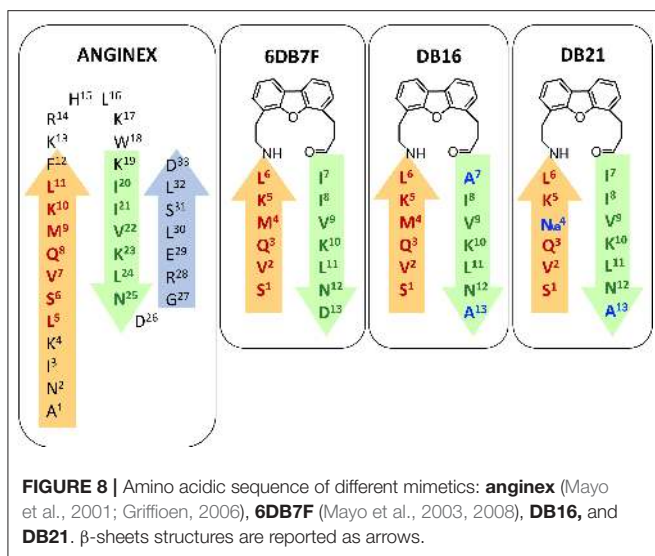 ANGINEX
H¹⁵ L¹⁶
R¹⁴ K¹⁷
K¹³ W¹⁸
F¹² K¹⁹ D³³
L¹¹ I²⁰ L³²
K¹⁰ I²¹ S³¹
M⁹ V²² L³⁰
Q⁸ K²³ E²⁹
V⁷ L²⁴ R²⁸
S⁶ N²⁵ G²⁷
L⁵ D²⁶
K⁴
I³
N²
A¹
6DB7F
O
NH O
L⁶ I⁷
K⁵ I⁸
M⁴ V⁹
Q³ K¹⁰
V² L¹¹
S¹ N¹²
D¹³
DB16
O
NH O
L⁶ A⁷
K⁵ I⁸
M⁴ V⁹
Q³ K¹⁰
V² L¹¹
S¹ N¹²
A¹³
DB21
O
NH O
L⁶ I⁷
K⁵ I⁸
Nₗₑ⁴ V⁹
Q³ K¹⁰
V² L¹¹
S¹ N¹²
A¹³
FIGURE 8 | Amino acidic sequence of different mimetics: anginex (Mayo
et al., 2001; Griffioen, 2006), 6DB7F (Mayo et al., 2003, 2008), DB16, and
DB21. β-sheets structures are reported as arrows.